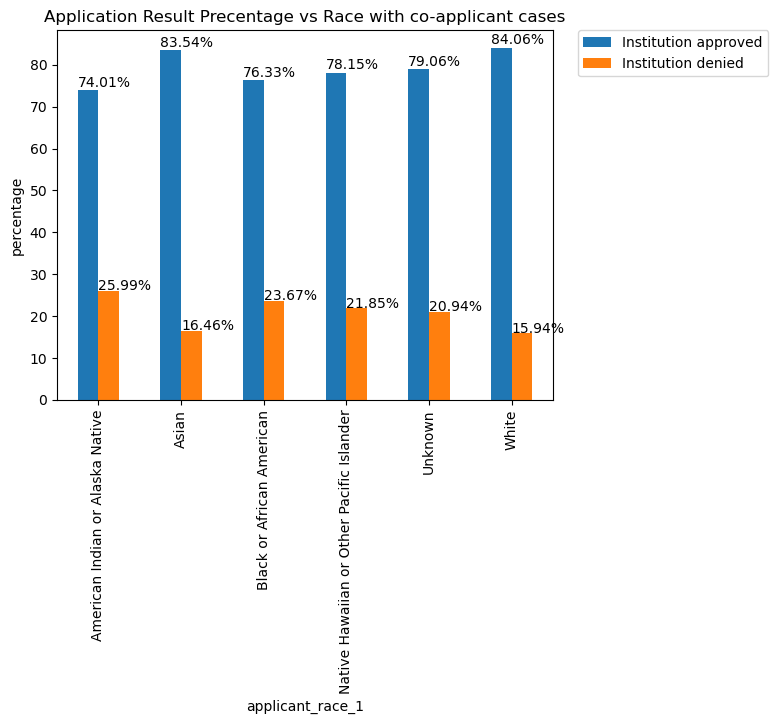 Application Result Precentage vs Race with co-applicant cases
Institution approved
Institution denied
percentage
80
70
60
50
40
30
20
10
0
74.01%
83.54%
76.33%
78.15%
79.06%
84.06%
25.99%
16.46%
23.67%
21.85%
20.94%
15.94%
American Indian or Alaska Native
Asian
Black or African American
Native Hawaiian or Other Pacific Islander
Unknown
White
applicant_race_1